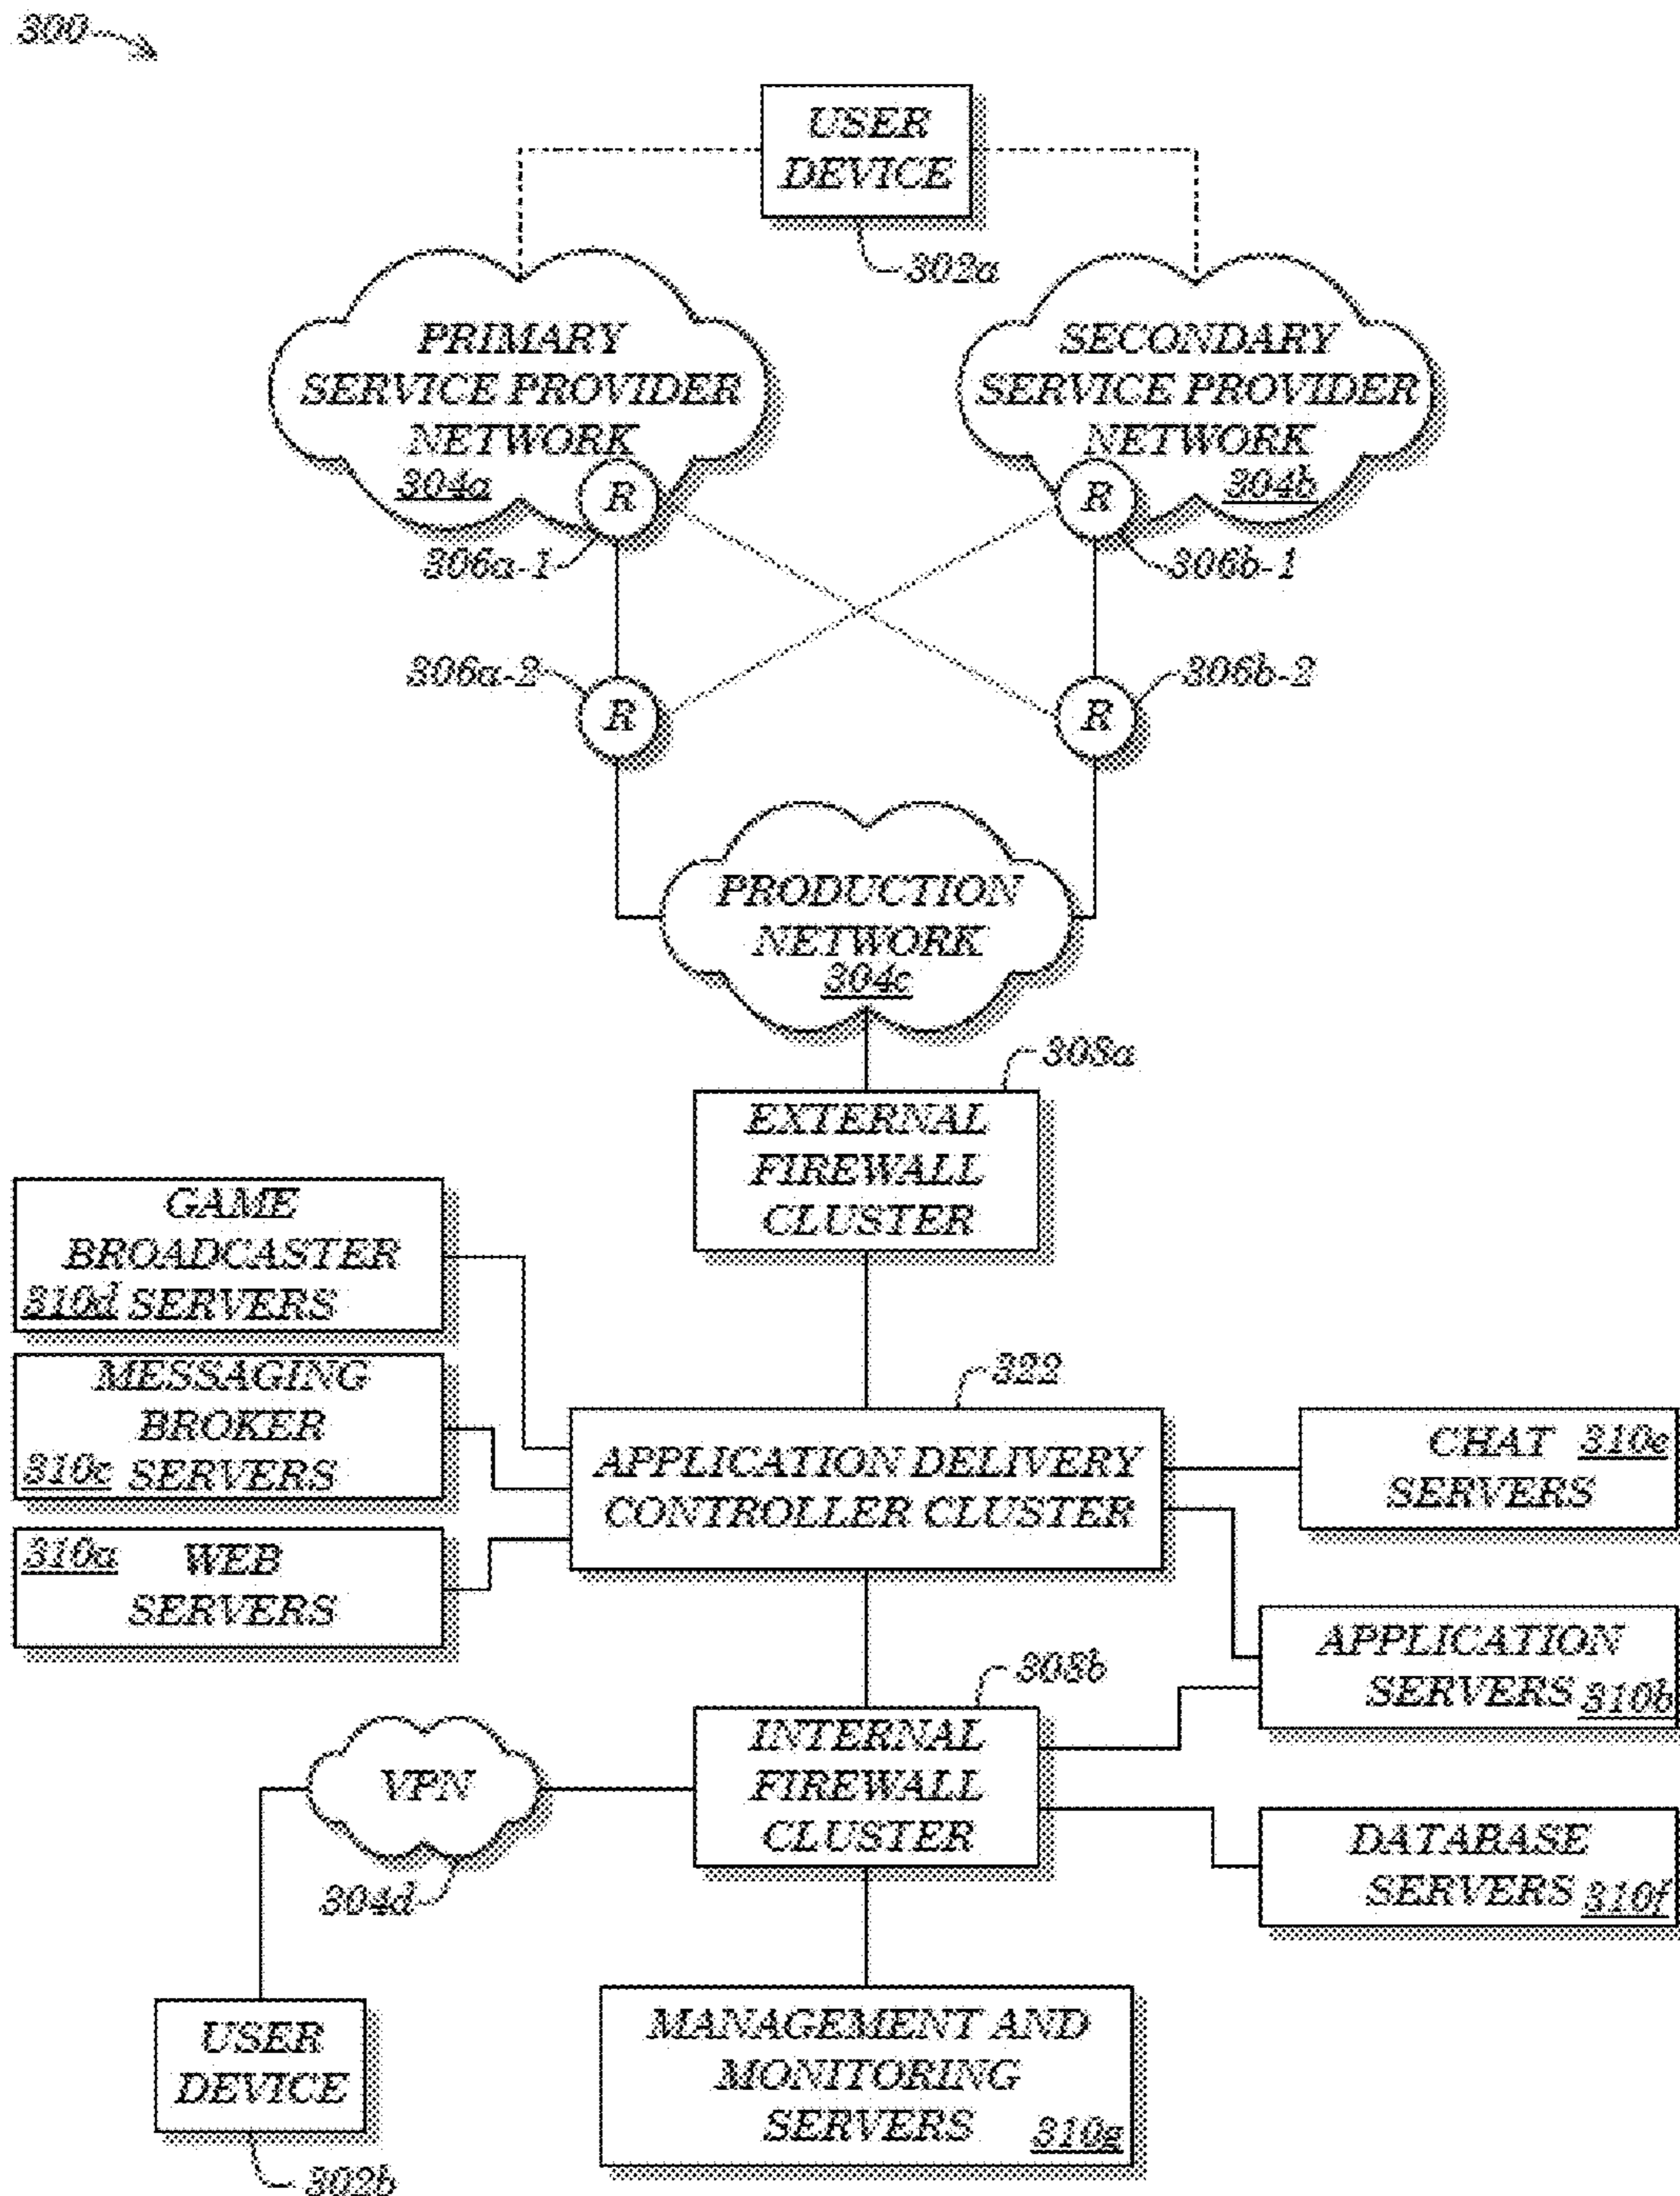 300
USER
DEVICE
302a
PRIMARY
SERVICE PROVIDER
NETWORK
304a
R
306a-1
SECONDARY
SERVICE PROVIDER
NETWORK
304b
R
306b-1
306a-2
R
306b-2
R
PRODUCTION
NETWORK
304c
308a
EXTERNAL
FIREWALL
CLUSTER
GAME
BROADCASTER
310d SERVERS
MESSAGING
BROKER
310c SERVERS
310a WEB
SERVERS
322
APPLICATION DELIVERY
CONTROLLER CLUSTER
CHAT 310e
SERVERS
APPLICATION
SERVERS 310b
308b
INTERNAL
FIREWALL
CLUSTER
VPN
304d
DATABASE
SERVERS 310f
USER
DEVICE
302b
MANAGEMENT AND
MONITORING
SERVERS 310g